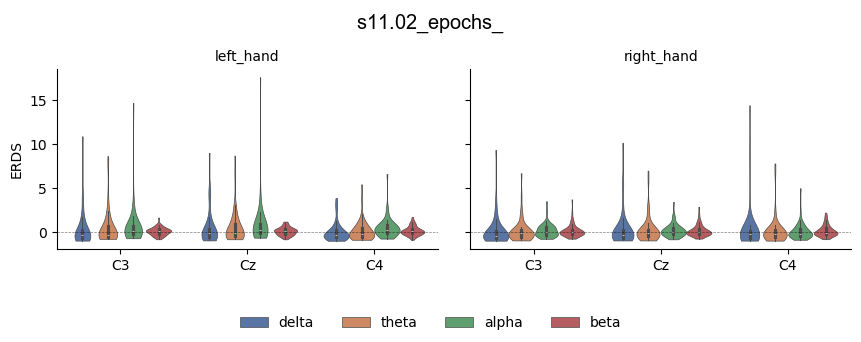 s11.02_epochs_
left_hand right_hand
ERDS
15
10
5
0
C3 Cz C4 C3 Cz C4
delta theta alpha beta